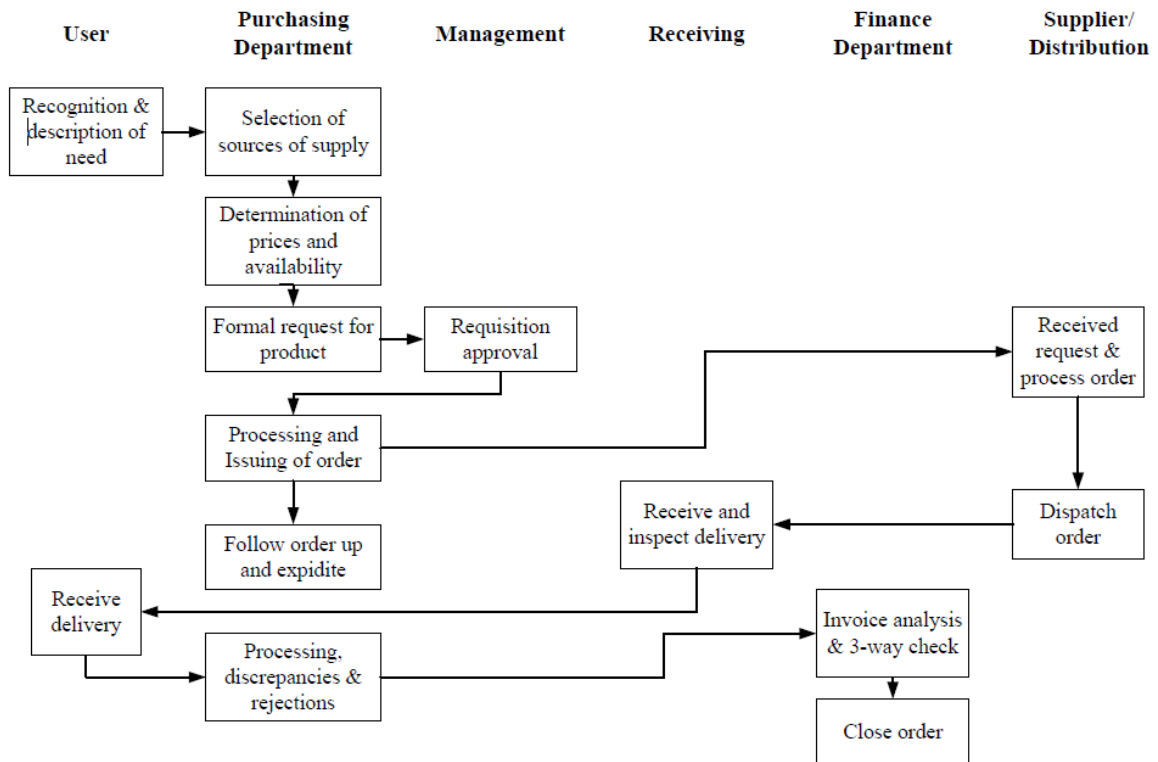 User
Purchasing
Department
Management
Receiving
Finance
Department
Supplier/
Distribution
Recognition &
description of
need
Selection of
sources of supply
Determination of
prices and
availability
Formal request for
product
Requisition
approval
Received
request &
process order
Processing and
Issuing of order
Receive and
inspect delivery
Dispatch
order
Follow order up
and expidite
Receive
delivery
Invoice analysis
& 3-way check
Processing,
discrepancies &
rejections
Close order